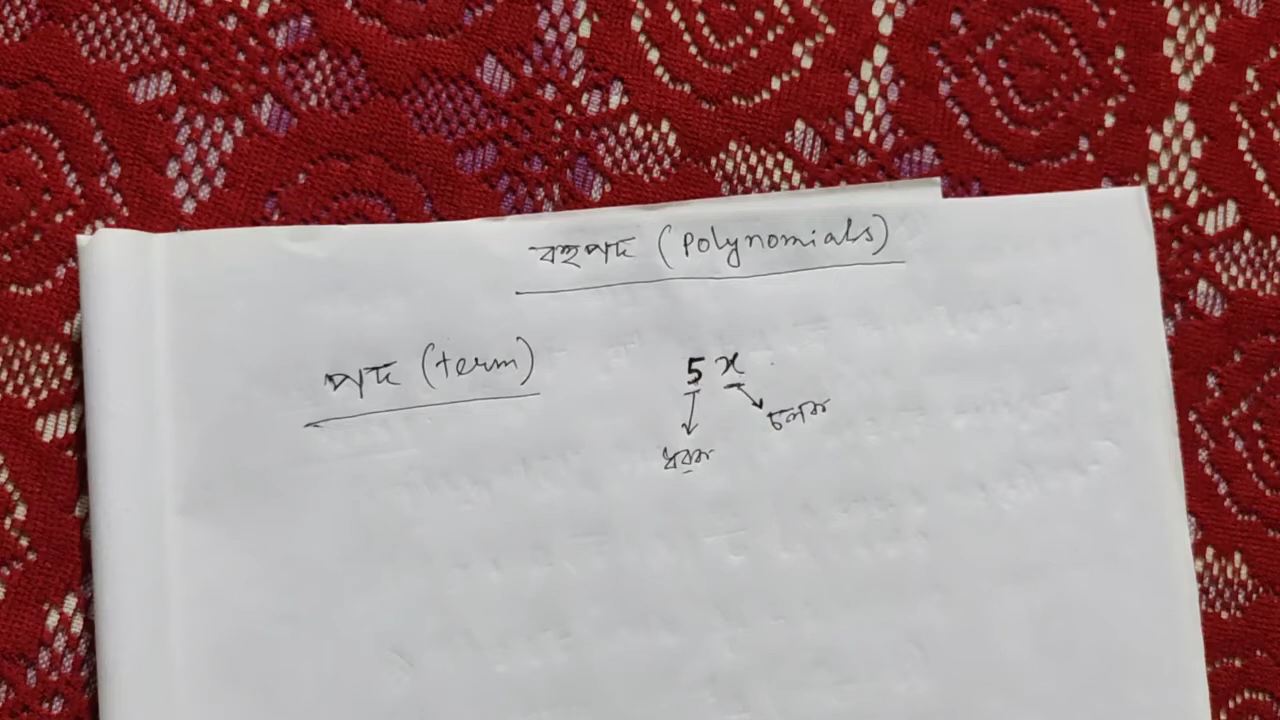 বহুপদ (Polynomials)
পদ (term) 5 x
চলক
ধ্রুবক